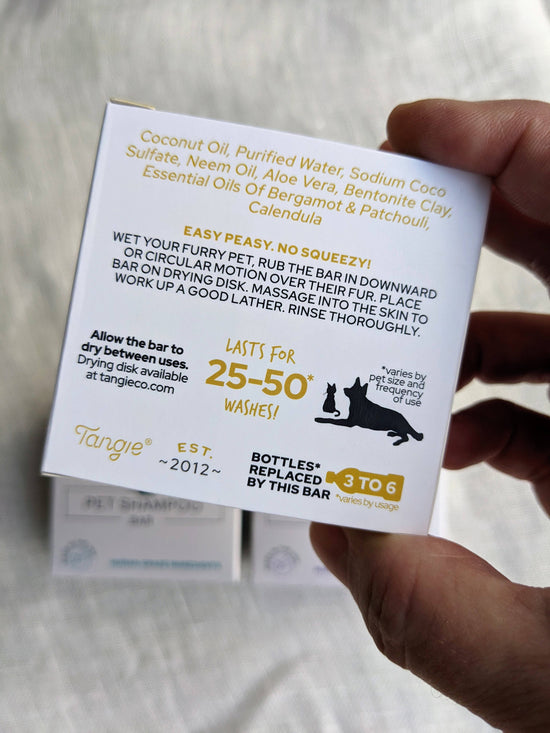 Coconut Oil, Purified Water, Sodium Coco
Sulfate, Neem Oil, Aloe Vera, Bentonite Clay,
Essential Oils Of Bergamot & Patchouli,
Calendula
EASY PEASY. NO SQUEEZY!
WET YOUR FURRY PET, RUB THE BAR IN DOWNWARD
OR CIRCULAR MOTION OVER THEIR FUR. PLACE
BAR ON DRYING DISK. MASSAGE INTO THE SKIN TO
WORK UP A GOOD LATHER. RINSE THOROUGHLY.
Allow the bar to
dry between uses.
Drying disk available
at tangieco.com
LASTS FOR
25-50*
WASHES!
*varies by
pet size and
frequency
of use
Tangie®
EST.
~2012~
BOTTLES*
REPLACED
BY THIS BAR
3 TO 6
*varies by usage
PET SHAMPOO
BAR